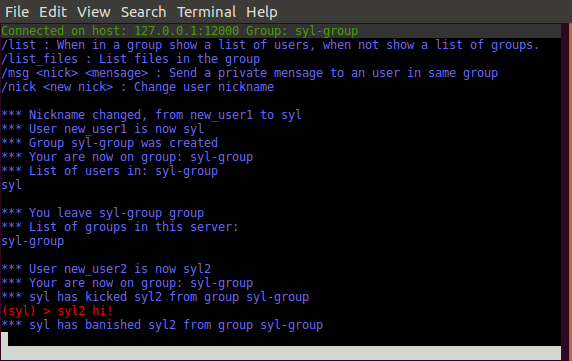 File Edit View Search Terminal Help
Connected on host: 127.0.0.1:12000 Group: syl-group
/list : When in a group show a list of users, when not show a list of groups.
/list_files : List files in the group
/msg <nick> <mensage> : Send a private mensage to an user in same group
/nick <new nick> : Change user nickname
*** Nickname changed, from new_user1 to syl
*** User new_user1 is now syl
*** Group syl-group was created
*** Your are now on group: syl-group
*** List of users in: syl-group
syl
*** You leave syl-group group
*** List of groups in this server:
syl-group
*** User new_user2 is now syl2
*** Your are now on group: syl-group
*** syl has kicked syl2 from group syl-group
(syl) > syl2 hi!
*** syl has banished syl2 from group syl-group